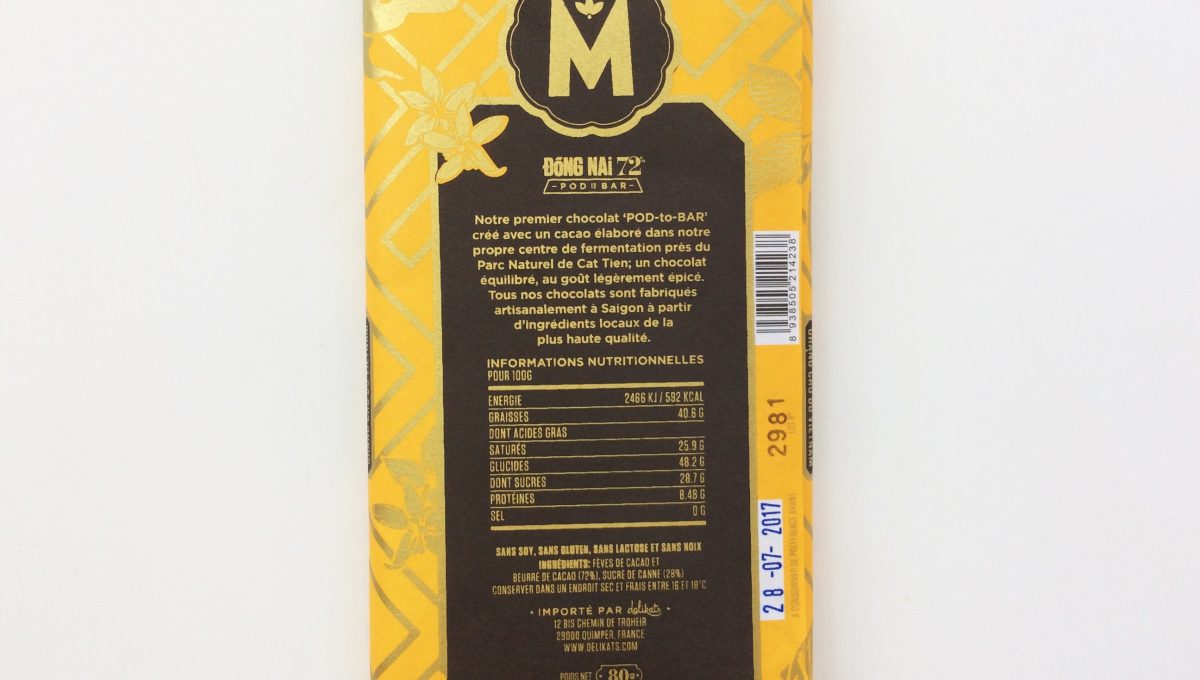 M
ĐỒNG NAi 72%
POD TO BAR
Notre premier chocolat ‘POD-to-BAR’
créé avec un cacao élaboré dans notre
propre centre de fermentation près du
Parc Naturel de Cat Tien; un chocolat
équilibré, au goût légèrement épicé.
Tous nos chocolats sont fabriqués
artisanalement à Saigon à partir
d’ingrédients locaux de la
plus haute qualité.
INFORMATIONS NUTRITIONNELLES
POUR 100G
ENERGIE 2466 KJ / 592 KCAL
GRAISSES 40.6 G
DONT ACIDES GRAS
SATURÉS 25.9 G
GLUCIDES 48.2 G
DONT SUCRES 28.7 G
PROTÉINES 8.48 G
SEL 0 G
SANS SOY, SANS GLUTEN, SANS LACTOSE ET SANS NOIX
INGRÉDIENTS: FÈVES DE CACAO ET
BEURRE DE CACAO (72%), SUCRE DE CANNE (28%)
CONSERVER DANS UN ENDROIT SEC ET FRAIS ENTRE 16 ET 18°C
• IMPORTÉ PAR delikats •
12 BIS CHEMIN DE TROHEIR
29000 QUIMPER, FRANCE
WWW.DELIKATS.COM
POIDS NET 80g
8 938505 214238
2981
LOT N°
28 -07- 2017
A CONSOMMER DE PREFERENCE AVANT